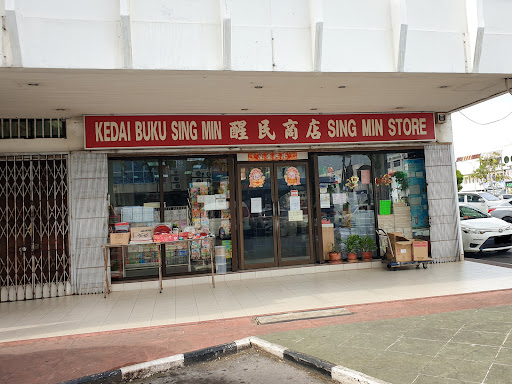 KEDAI BUKU SING MIN 醒民商店 SING MIN STORE